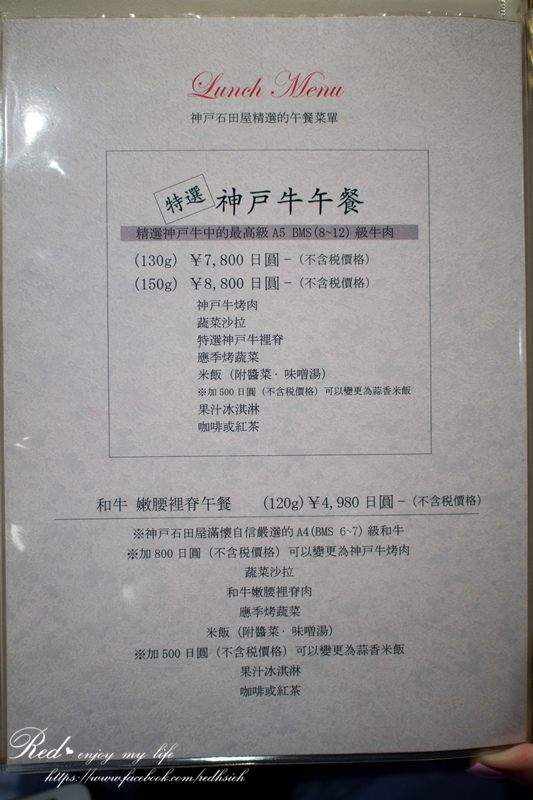 Lunch Menu
神戸石田屋精選的午餐菜單
特選 神戸牛午餐
精選神戸牛中的最高級 A5 BMS(8~12) 級牛肉
(130g) ¥7,800 日圓－(不含税價格)
(150g) ¥8,800 日圓－(不含税價格)
神戸牛烤肉
蔬菜沙拉
特選神戸牛裡脊
應季烤蔬菜
米飯（附醬菜・味噌湯）
※加 500 日圓（不含税價格）可以變更為蒜香米飯
果汁冰淇淋
咖啡或紅茶
和牛 嫩腰裡脊午餐 (120g) ¥4,980 日圓－(不含税價格)
※神戸石田屋滿懷自信嚴選的 A4(BMS 6~7) 級和牛
※加 800 日圓（不含税價格）可以變更為神戸牛烤肉
蔬菜沙拉
和牛嫩腰裡脊肉
應季烤蔬菜
米飯（附醬菜・味噌湯）
※加 500 日圓（不含税價格）可以變更為蒜香米飯
果汁冰淇淋
咖啡或紅茶
Red enjoy my life
https://www.facebook.com/redhsieh